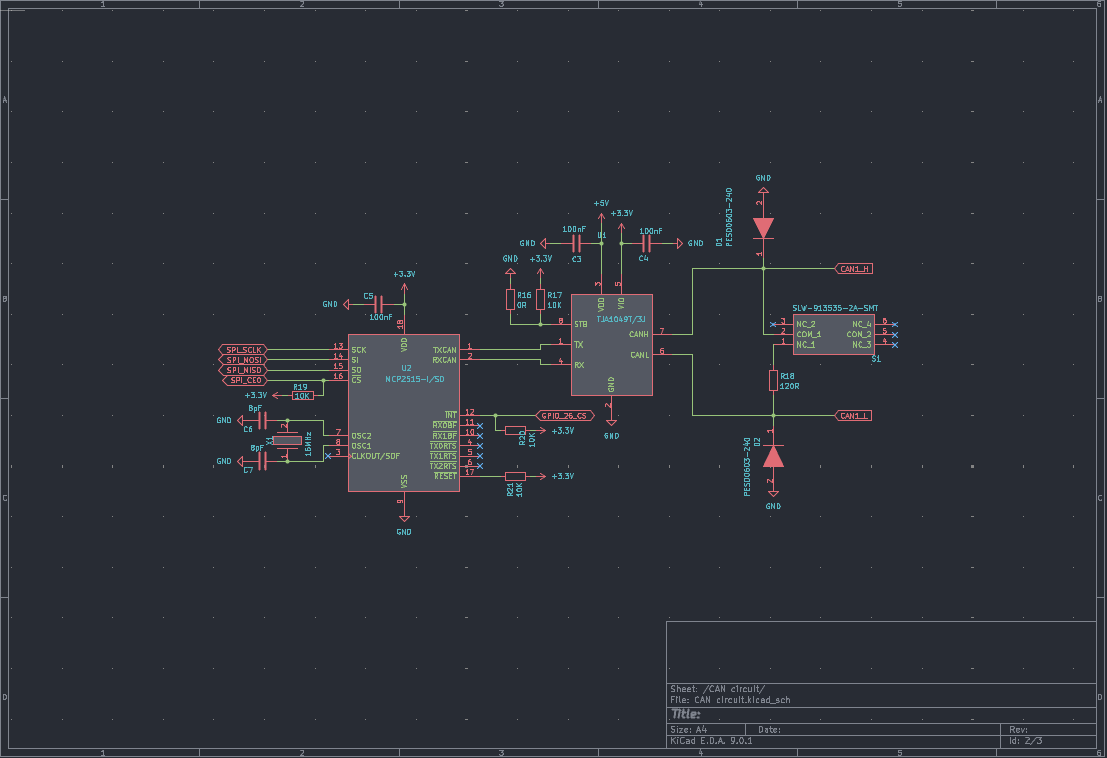 1 2 3 4 5 6
A A
B B
C C
D D
GND
2
D1
PESD0603-240
1
CAN1_H
+5V
+3.3V
U1
100nF
100nF
GND
C3
C4
GND
GND
+3.3V
R16
0R
R17
10K
3
VDD
5
VIO
TJA1049T/3J
8 STB
1 TX
4 RX
CANH 7
CANL 6
GND
2
GND
SLW-913535-2A-SMT
3 NC_2 NC_4 6
2 COM_1 COM_2 5
1 NC_1 NC_3 4
S1
R18
120R
CAN1_L
1
D2
PESD0603-240
2
GND
+3.3V
C5
GND
100nF
18
VDD
U2
MCP2515-I/SO
SPI_SCLK 13 SCK
SPI_MOSI 14 SI
SPI_MISO 15 SO
SPI_CE0 16 CS
+3.3V
R19
10K
TXCAN 1
RXCAN 2
8pF
GND
C6
2
X1
16MHz
1
8pF
GND
C7
7 OSC2
8 OSC1
3 CLKOUT/SOF
INT 12
GPIO_26_CS
RX0BF 11
RX1BF 10
TX0RTS 4
TX1RTS 5
TX2RTS 6
RESET 17
R20
10K
+3.3V
R21
10K
+3.3V
VSS
9
GND
Sheet: /CAN circuit/
File: CAN circuit.kicad_sch
Title:
Size: A4 Date: Rev:
KiCad E.D.A. 9.0.1 Id: 2/3
1 2 3 4 5 6